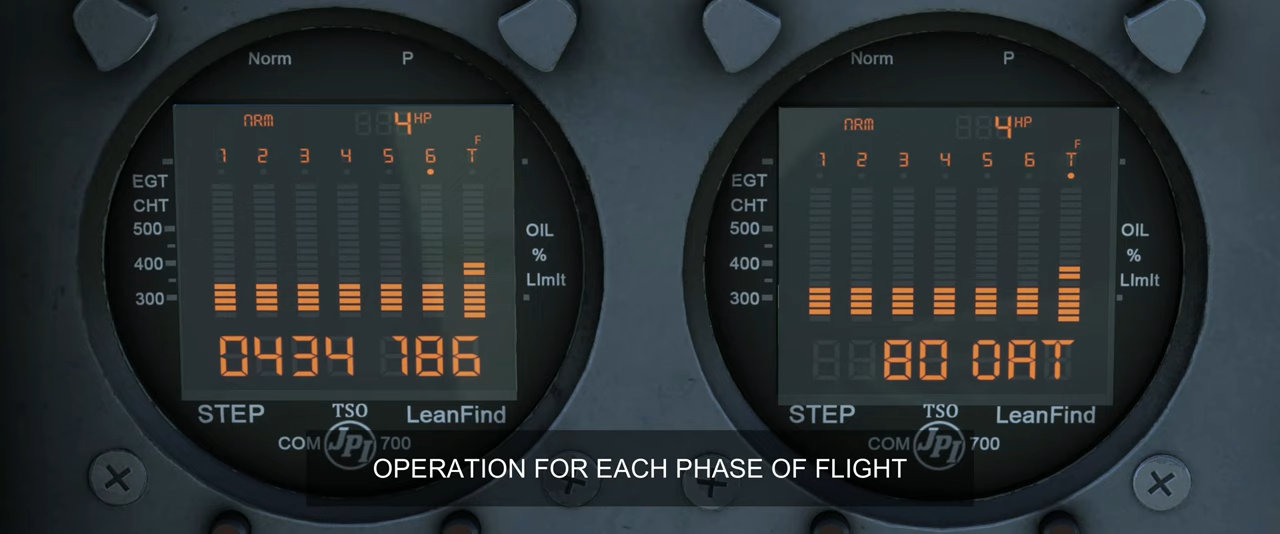 Norm P
NRM 4 HP
F
1 2 3 4 5 6 T
EGT
CHT
500
400
300
OIL
%
LImIt
0434 186
STEP TSO LeanFind
COM JPI 700
Norm P
NRM 4 HP
F
1 2 3 4 5 6 T
EGT
CHT
500
400
300
OIL
%
LImIt
80 OAT
STEP TSO LeanFind
COM JPI 700
OPERATION FOR EACH PHASE OF FLIGHT